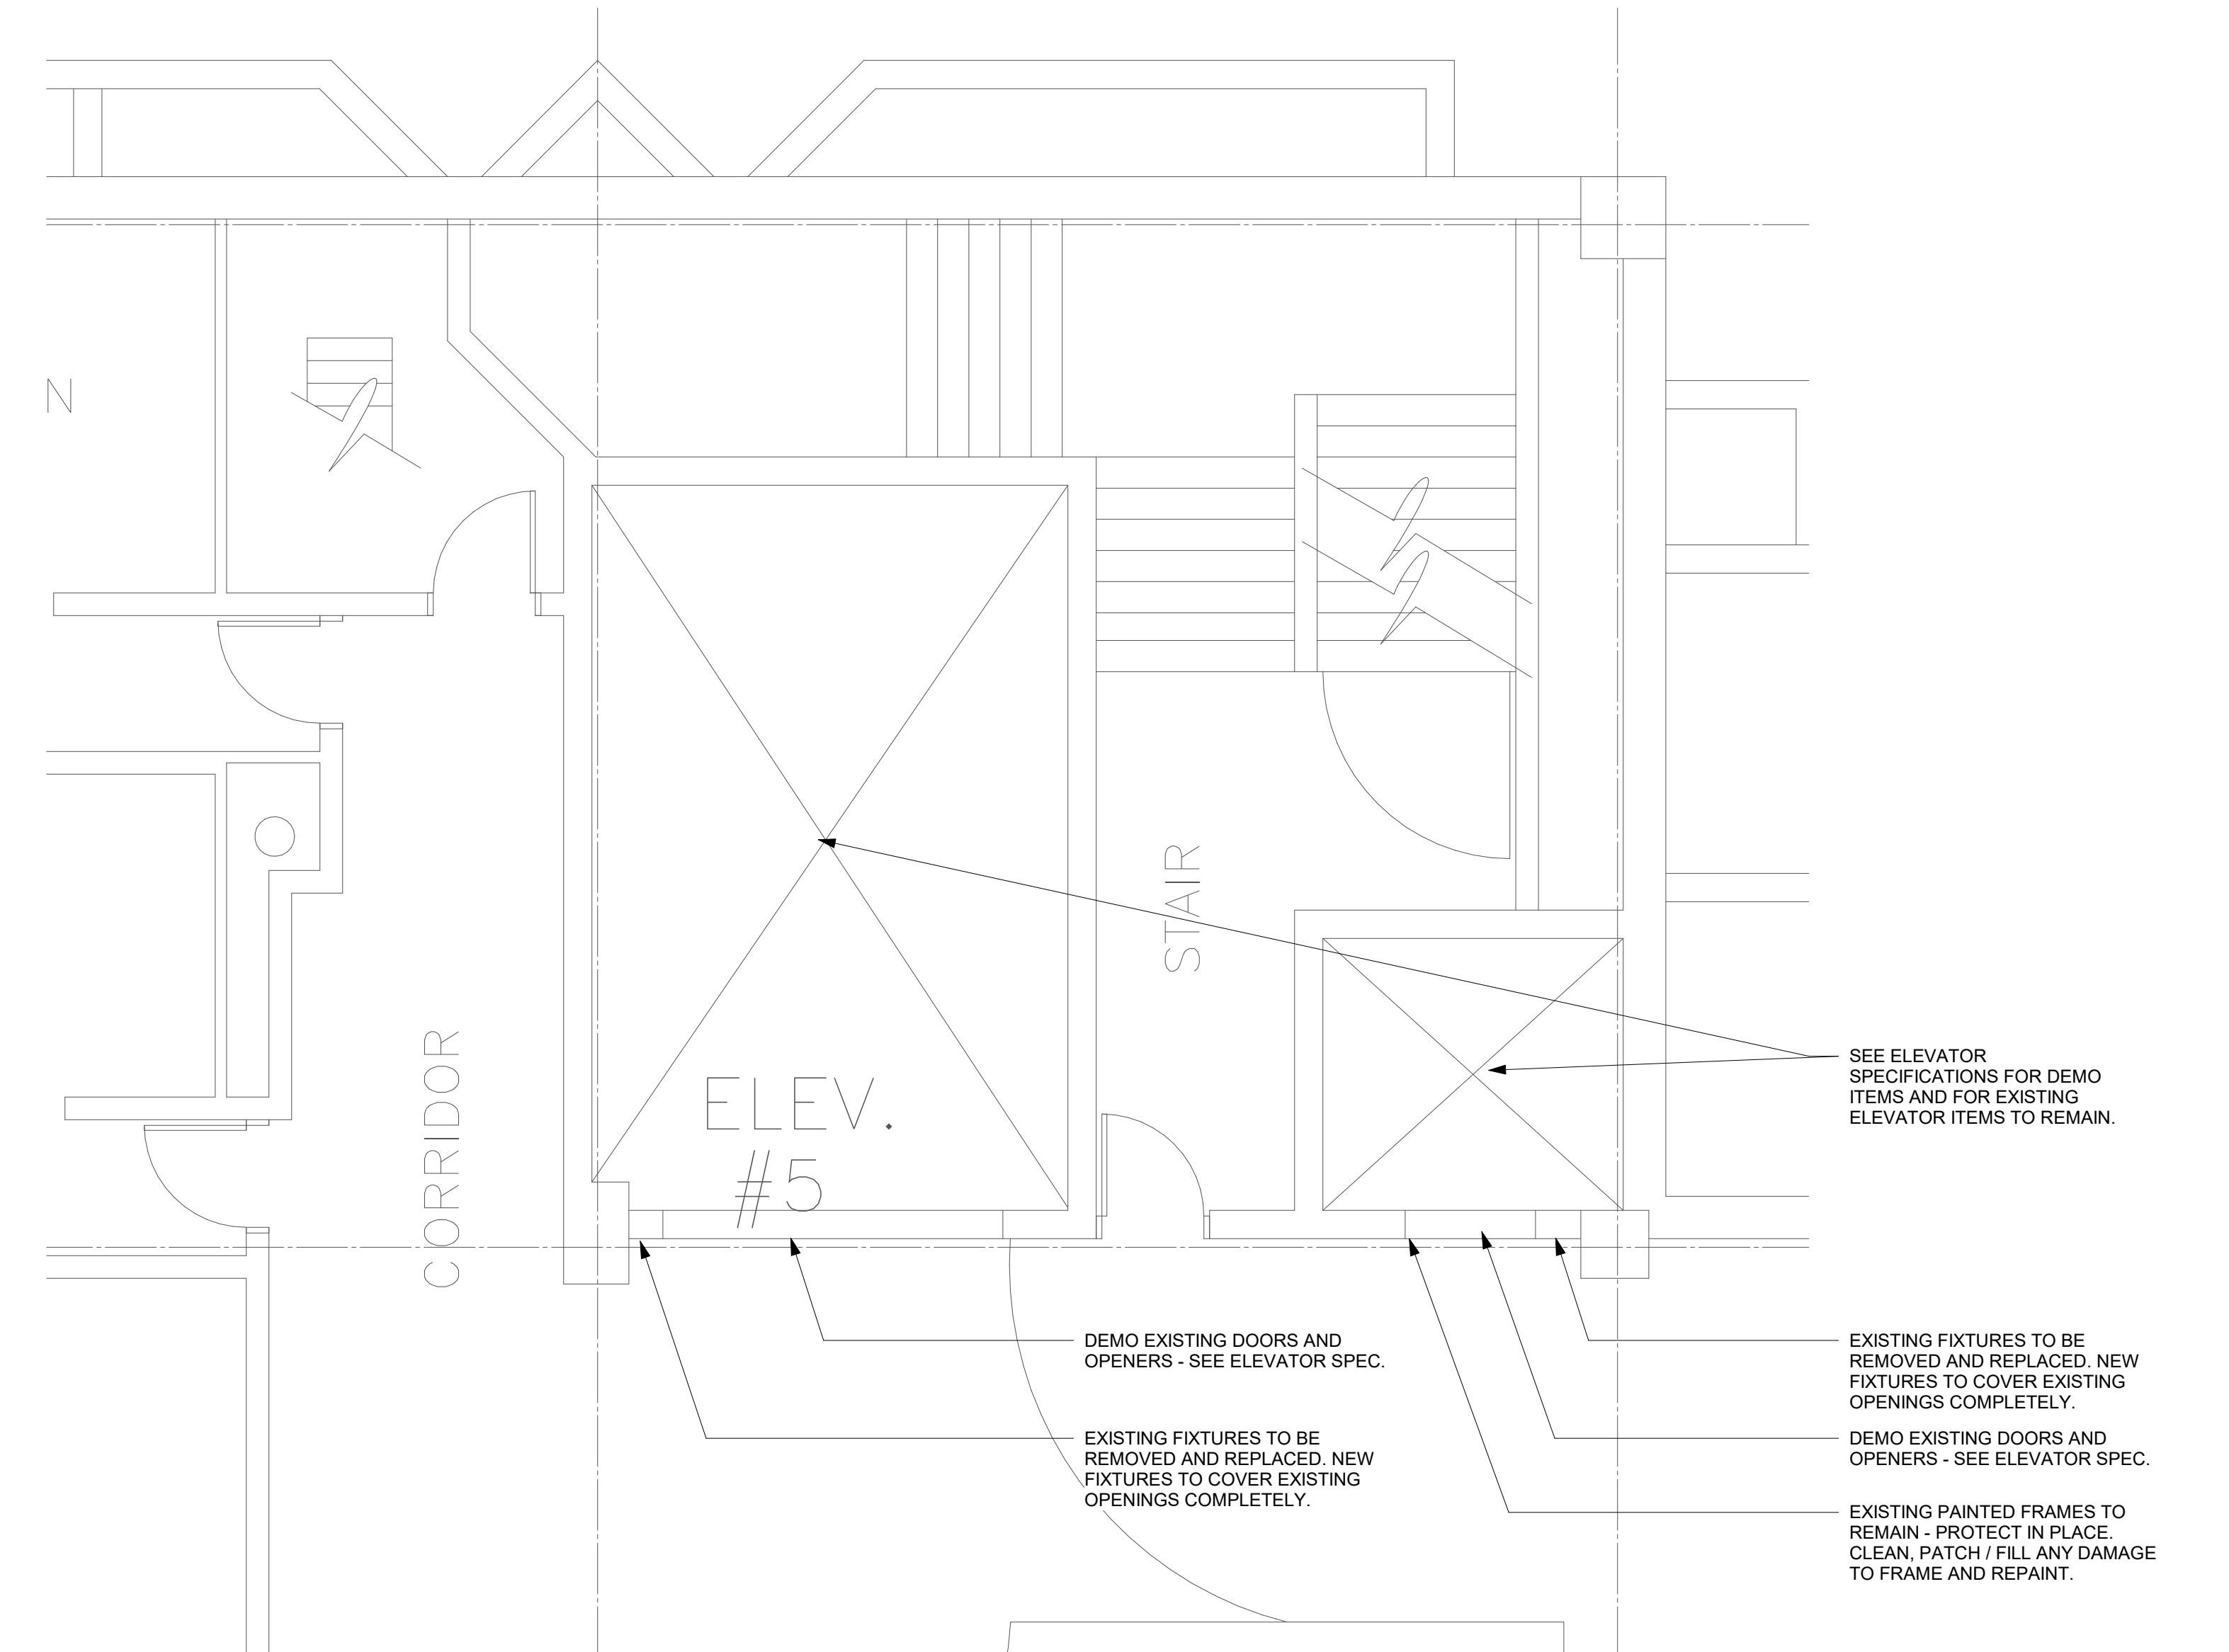 N
STAIR
CORRIDOR
ELEV.
#5
SEE ELEVATOR
SPECIFICATIONS FOR DEMO
ITEMS AND FOR EXISTING
ELEVATOR ITEMS TO REMAIN.
DEMO EXISTING DOORS AND
OPENERS - SEE ELEVATOR SPEC.
EXISTING FIXTURES TO BE
REMOVED AND REPLACED. NEW
FIXTURES TO COVER EXISTING
OPENINGS COMPLETELY.
EXISTING FIXTURES TO BE
REMOVED AND REPLACED. NEW
FIXTURES TO COVER EXISTING
OPENINGS COMPLETELY.
DEMO EXISTING DOORS AND
OPENERS - SEE ELEVATOR SPEC.
EXISTING PAINTED FRAMES TO
REMAIN - PROTECT IN PLACE.
CLEAN, PATCH / FILL ANY DAMAGE
TO FRAME AND REPAINT.